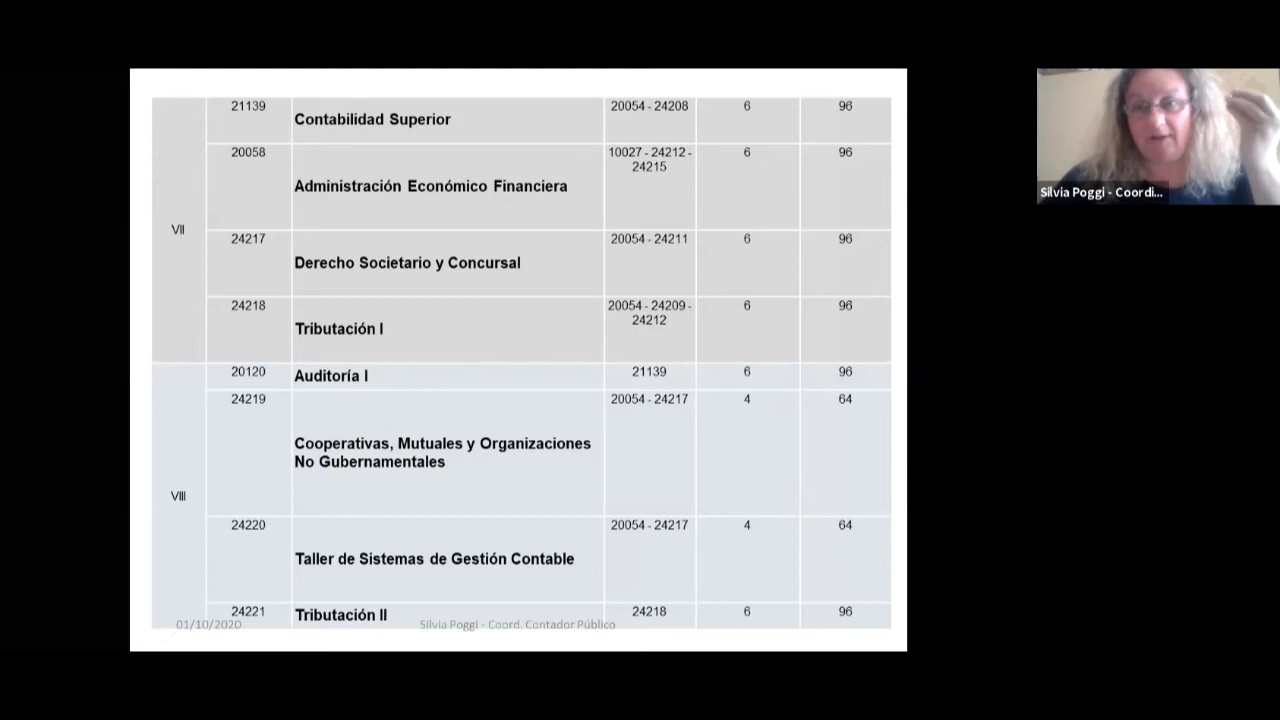 21139
Contabilidad Superior
20054 - 24208
6
96
20058
Administración Económico Financiera
10027 - 24212 -
24215
6
96
VII
24217
Derecho Societario y Concursal
20054 - 24211
6
96
24218
Tributación I
20054 - 24209 -
24212
6
96
20120
Auditoría I
21139
6
96
24219
Cooperativas, Mutuales y Organizaciones
No Gubernamentales
20054 - 24217
4
64
VIII
24220
Taller de Sistemas de Gestión Contable
20054 - 24217
4
64
24221
Tributación II
24218
6
96
01/10/2020
Silvia Poggi - Coord. Contador Público
Silvia Poggi - Coordi...